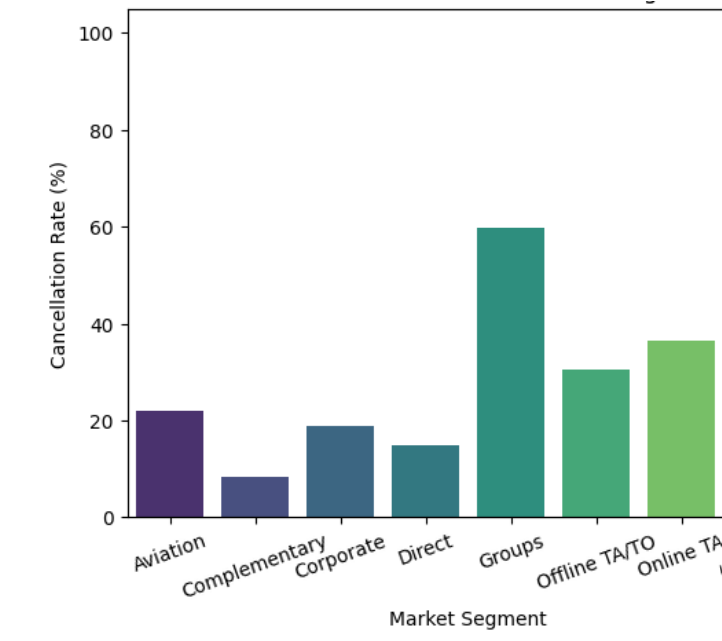 100
80
60
40
20
0
Cancellation Rate (%)
Aviation
Complementary
Corporate
Direct
Groups
Offline TA/TO
Online TA
Market Segment